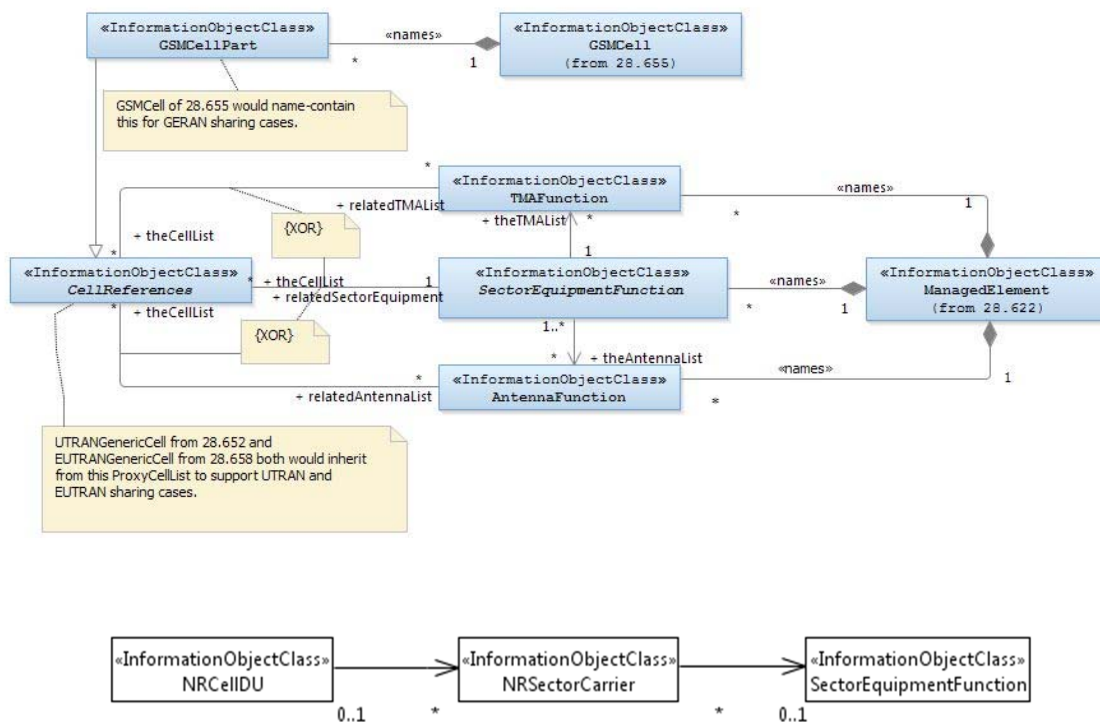 «InformationObjectClass»
GSMCellPart
«names»
*
1
«InformationObjectClass»
GSMCell
(from 28.655)
GSMCell of 28.655 would name-contain
this for GERAN sharing cases.
*
+ relatedTMAList
«InformationObjectClass»
TMAFunction
«names»
*
1
+ theTMAList
*
1
{XOR}
+ theCellList
*
«InformationObjectClass»
CellReferences
*
+ theCellList
1
+ relatedSectorEquipment
«InformationObjectClass»
SectorEquipmentFunction
«names»
*
1
«InformationObjectClass»
ManagedElement
(from 28.622)
*
+ theCellList
{XOR}
1..*
*
+ theAntennaList
*
+ relatedAntennaList
«InformationObjectClass»
AntennaFunction
«names»
*
1
UTRANGenericCell from 28.652 and
EUTRANGenericCell from 28.658 both would inherit
from this ProxyCellList to support UTRAN and
EUTRAN sharing cases.
«InformationObjectClass»
NRCellDU
0..1
*
«InformationObjectClass»
NRSectorCarrier
*
0..1
«InformationObjectClass»
SectorEquipmentFunction